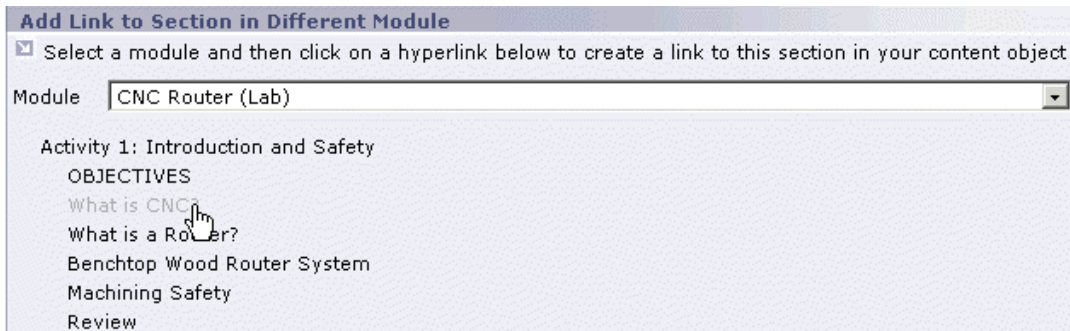 Add Link to Section in Different Module
Select a module and then click on a hyperlink below to create a link to this section in your content object
Module CNC Router (Lab)
Activity 1: Introduction and Safety
OBJECTIVES
What is CNC?
What is a Router?
Benchtop Wood Router System
Machining Safety
Review